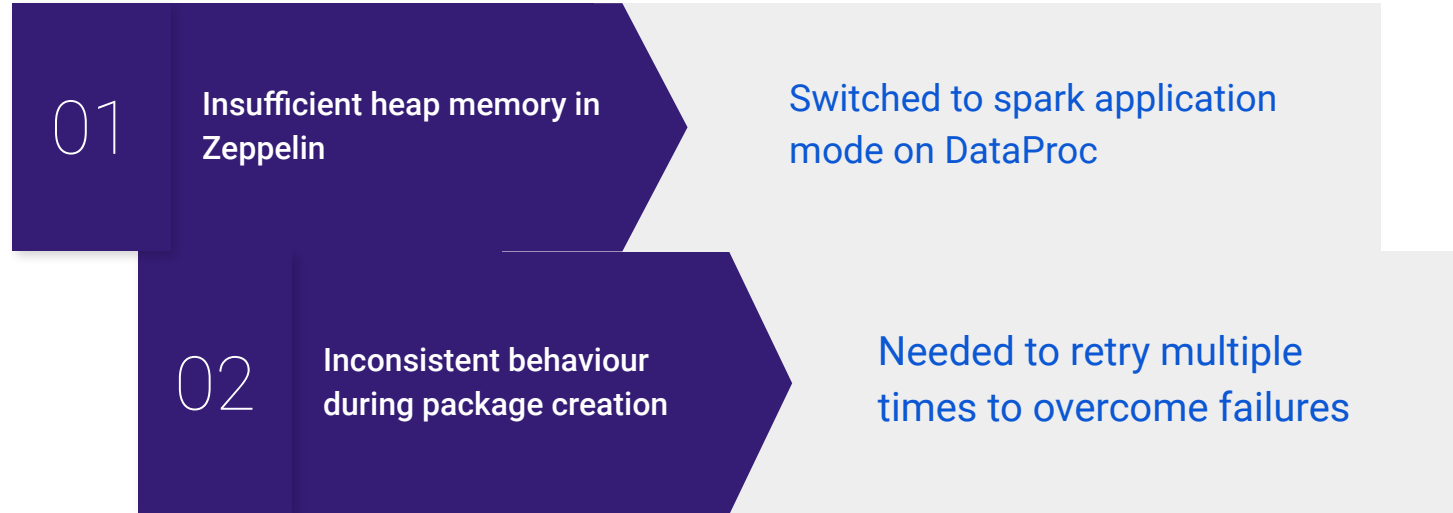 01
Insufficient heap memory in
Zeppelin
Switched to spark application
mode on DataProc
02
Inconsistent behaviour
during package creation
Needed to retry multiple
times to overcome failures